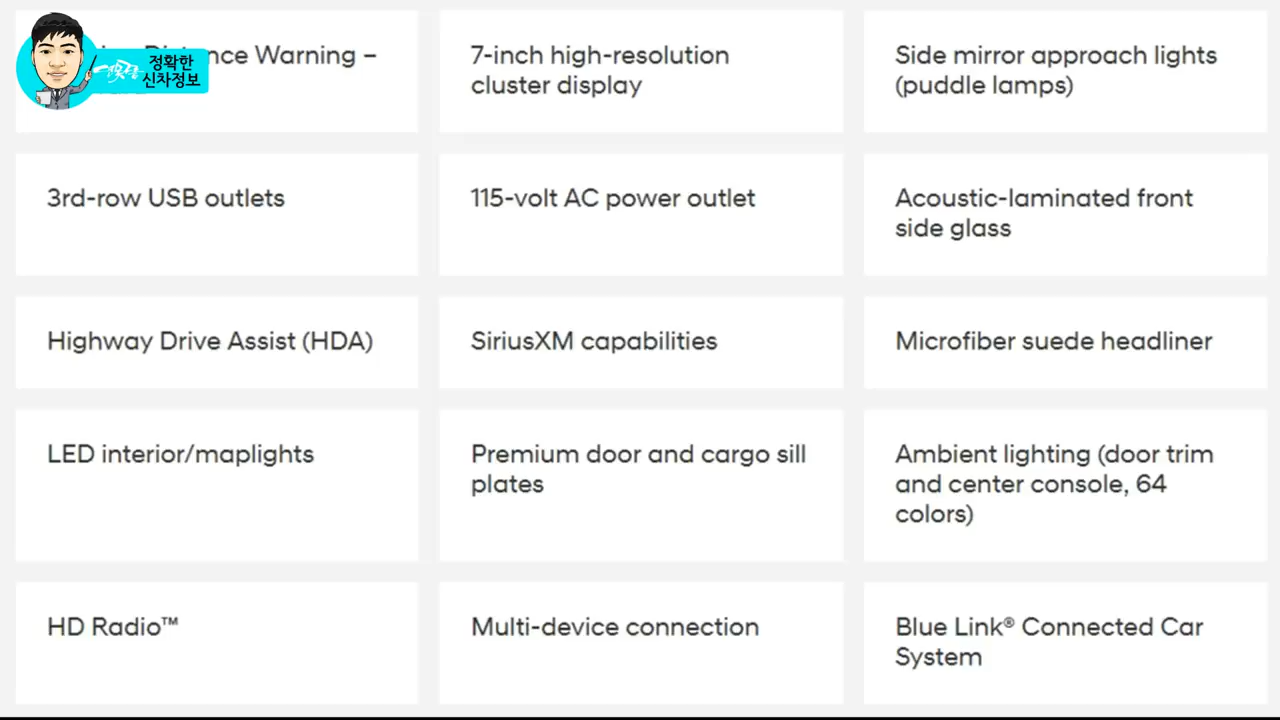 Distance Warning –
7-inch high-resolution
cluster display
Side mirror approach lights
(puddle lamps)
정확한
신차정보
3rd-row USB outlets
115-volt AC power outlet
Acoustic-laminated front
side glass
Highway Drive Assist (HDA)
SiriusXM capabilities
Microfiber suede headliner
LED interior/maplights
Premium door and cargo sill
plates
Ambient lighting (door trim
and center console, 64
colors)
HD Radio™
Multi-device connection
Blue Link® Connected Car
System